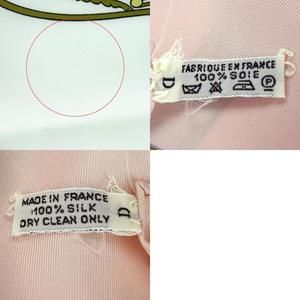 FABRIQUE EN FRANCE
100% SOIE
D
P
MADE IN FRANCE
100% SILK
DRY CLEAN ONLY
D